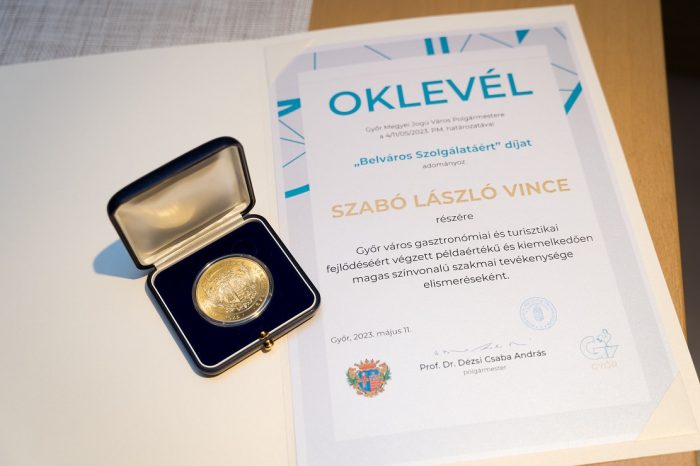 OKLEVÉL
Győr Megyei Jogú Város Polgármestere
a 4/11/05/2023. PM. határozatával
„Belváros Szolgálatáért” díjat
adományoz
SZABÓ LÁSZLÓ VINCE
részére
Győr város gasztronómiai és turisztikai
fejlődéséért végzett példaértékű és kiemelkedően
magas színvonalú szakmai tevékenysége
elismeréseként.
Győr, 2023. május 11.
Prof. Dr. Dézsi Csaba András
polgármester
GYŐR